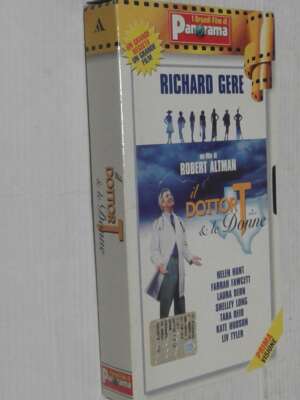 I Grandi Film di
Panorama
UN GRANDE REGISTA
UN GRANDE FILM
RICHARD GERE
un film di
ROBERT ALTMAN
il
DOTTOR T
& le Donne
HELEN HUNT
FARRAH FAWCETT
LAURA DERN
SHELLEY LONG
TARA REID
KATE HUDSON
LIV TYLER
PRIMA
VISIONE
il DOTTOR T
& le Donne
Panorama